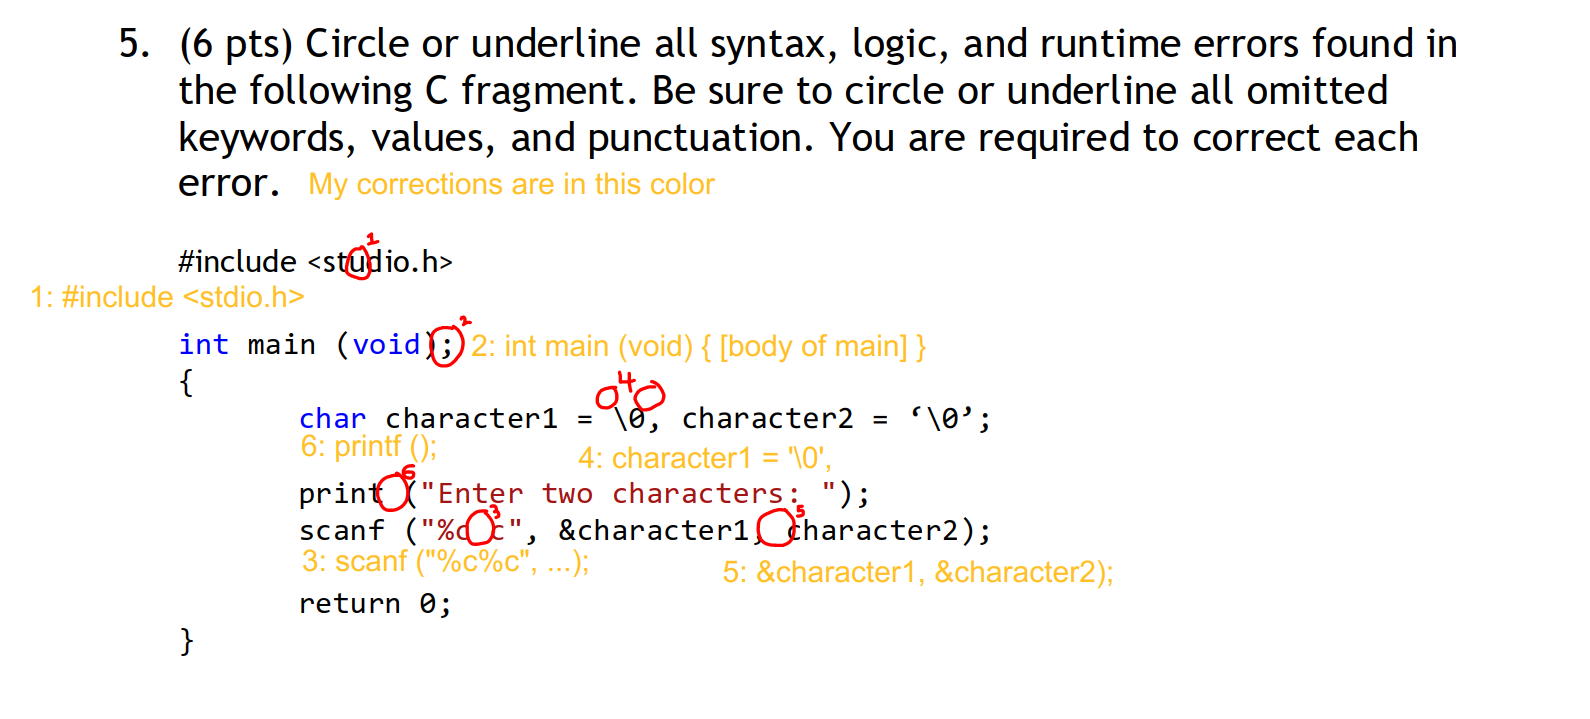 5. (6 pts) Circle or underline all syntax, logic, and runtime errors found in
the following C fragment. Be sure to circle or underline all omitted
keywords, values, and punctuation. You are required to correct each
error. My corrections are in this color
1
#include <studio.h>
1: #include <stdio.h>
2
int main (void); 2: int main (void) { [body of main] }
{
4
char character1 = \0, character2 = ‘\0’;
6: printf ();
4: character1 = '\0',
6
print ("Enter two characters: ");
3 5
scanf ("%c c", &character1, character2);
3: scanf ("%c%c", ...);
5: &character1, &character2);
return 0;
}